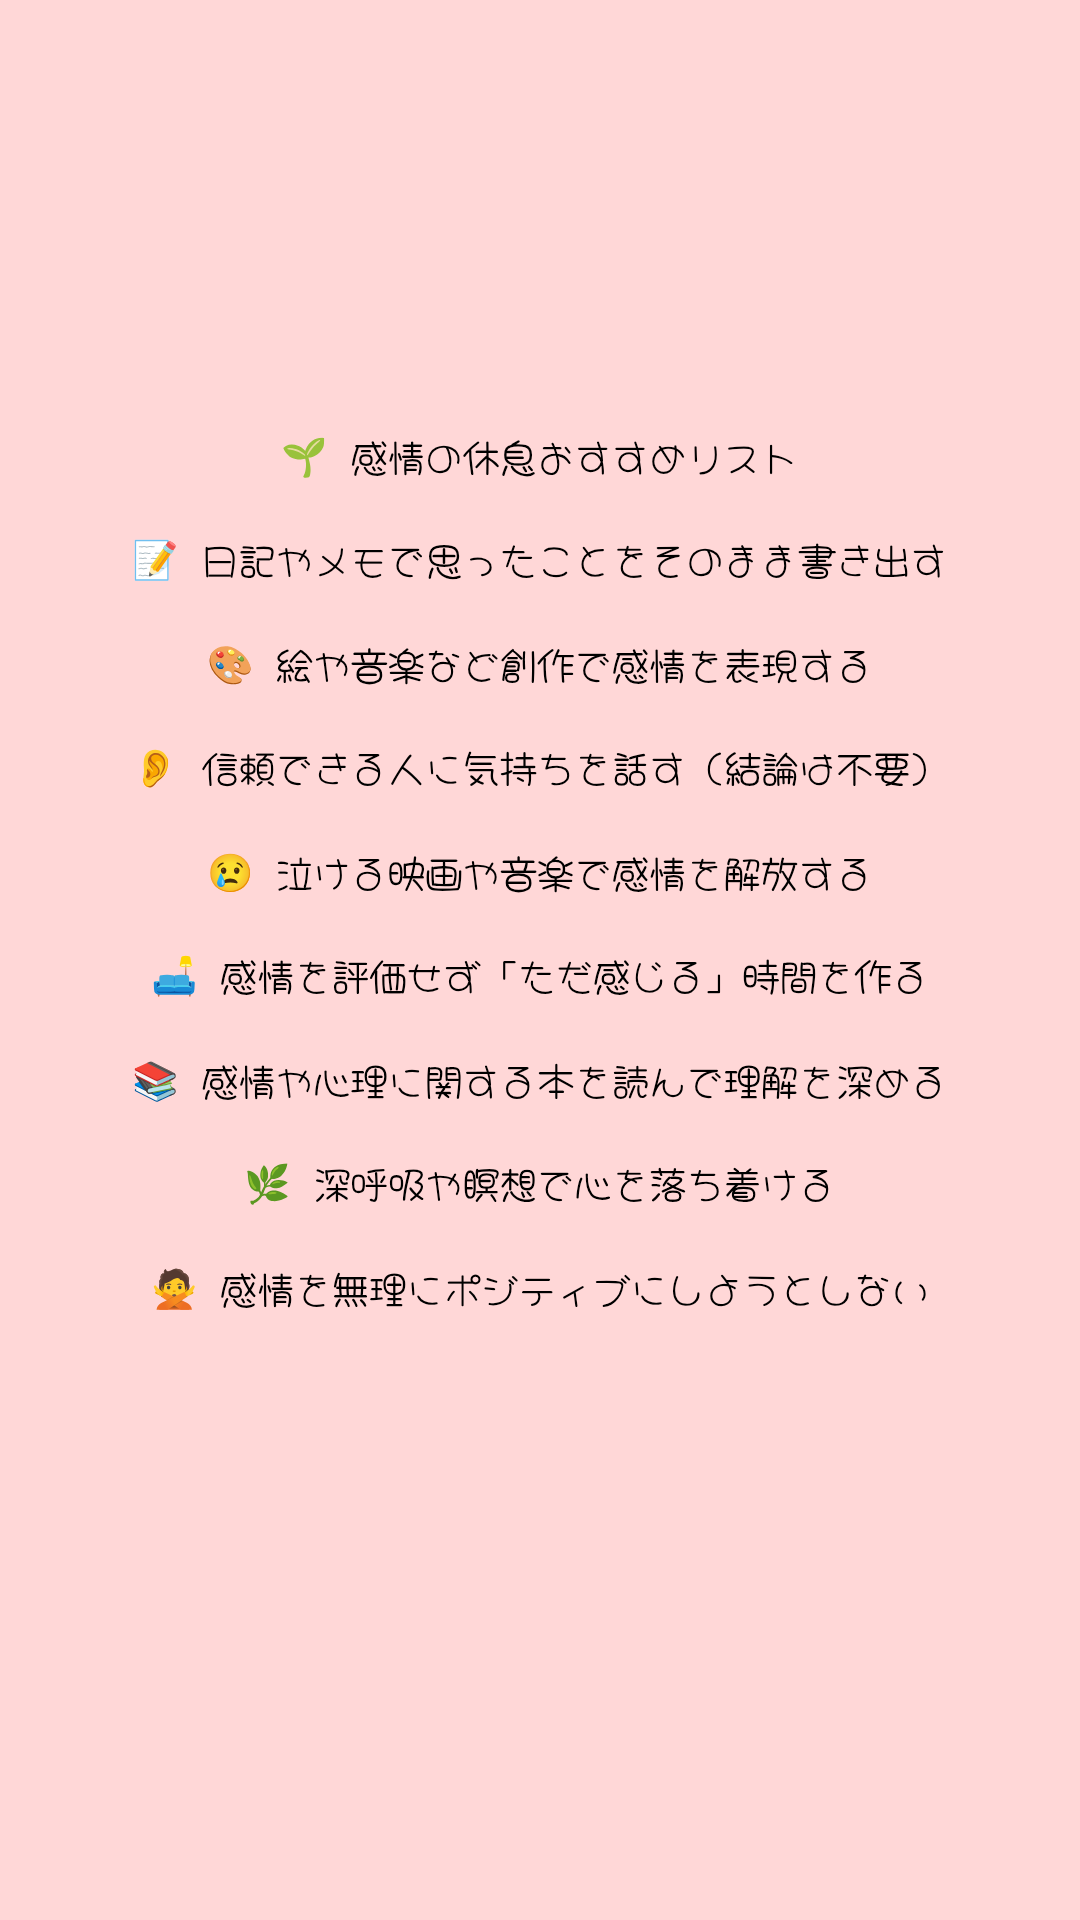 🌱 感情の休息おすすめリスト
📝 日記やメモで思ったことをそのまま書き出す
🎨 絵や音楽など創作で感情を表現する
👂 信頼できる人に気持ちを話す（結論は不要）
😢 泣ける映画や音楽で感情を解放する
🛋️ 感情を評価せず「ただ感じる」時間を作る
📚 感情や心理に関する本を読んで理解を深める
🌿 深呼吸や瞑想で心を落ち着ける
🙅 感情を無理にポジティブにしようとしない